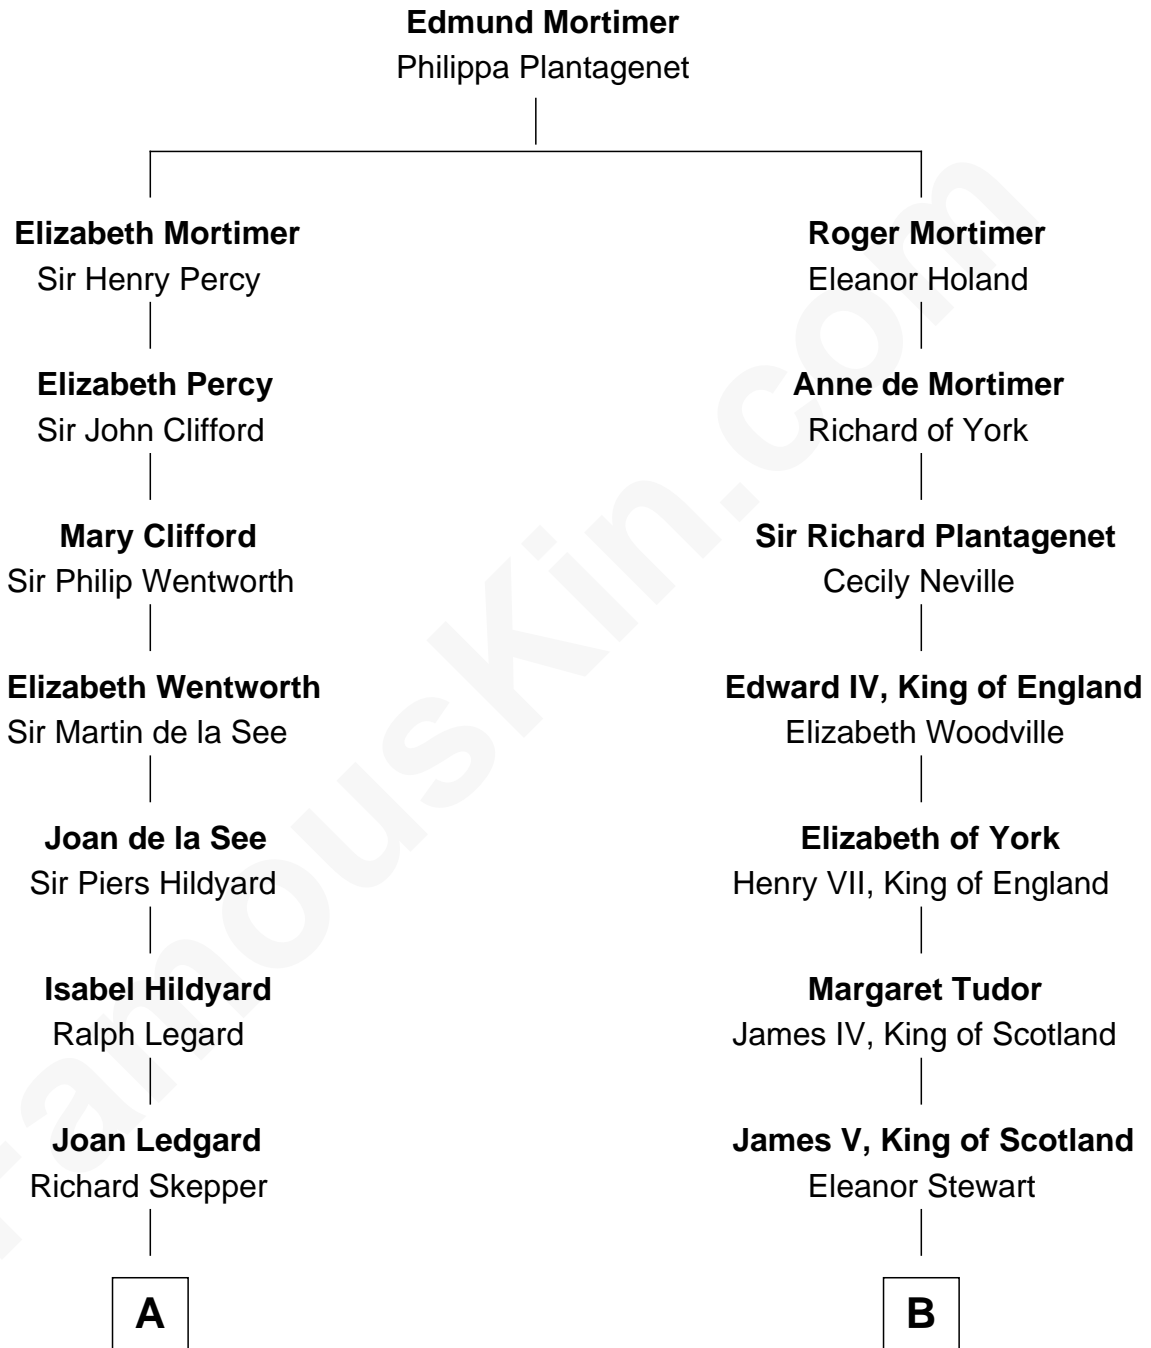 Edmund Mortimer
Philippa Plantagenet
Elizabeth Mortimer
Sir Henry Percy
Roger Mortimer
Eleanor Holand
Elizabeth Percy
Sir John Clifford
Anne de Mortimer
Richard of York
Mary Clifford
Sir Philip Wentworth
Sir Richard Plantagenet
Cecily Neville
Elizabeth Wentworth
Sir Martin de la See
Edward IV, King of England
Elizabeth Woodville
Joan de la See
Sir Piers Hildyard
Elizabeth of York
Henry VII, King of England
Isabel Hildyard
Ralph Legard
Margaret Tudor
James IV, King of Scotland
Joan Ledgard
Richard Skepper
James V, King of Scotland
Eleanor Stewart
A
B
FamousKin.com